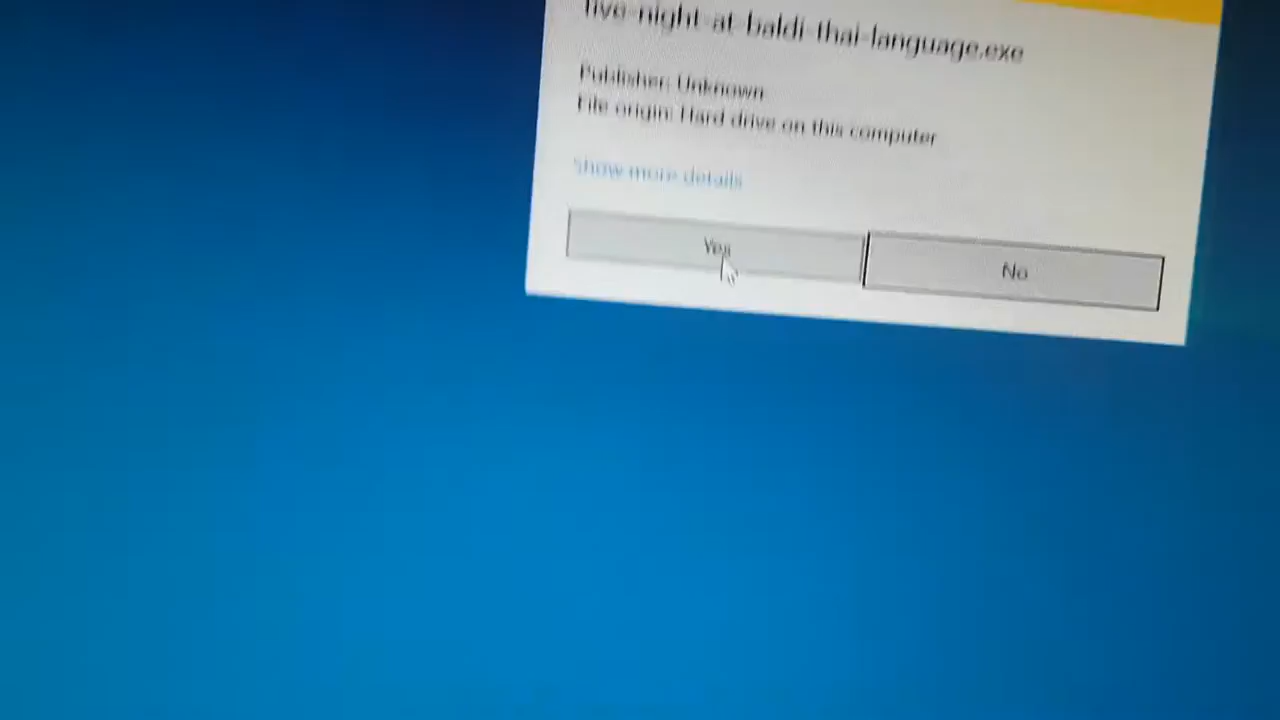 five-night-at-baldi-thai-language.exe
Publisher: Unknown
File origin: Hard drive on this computer
Show more details
Yes
No